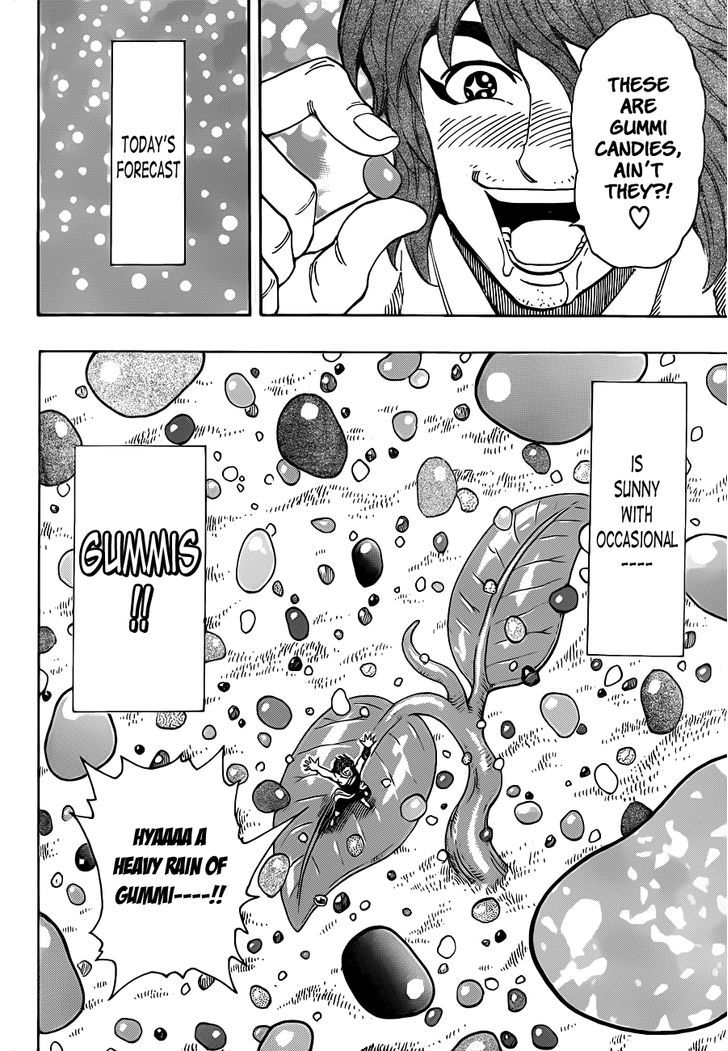 THESE
ARE
GUMMI
CANDIES,
AIN'T
THEY?!
♡
TODAY'S
FORECAST
IS
SUNNY
WITH
OCCASIONAL
----
GUMMIS
!!
HYAAAA A
HEAVY RAIN OF
GUMMI----!!